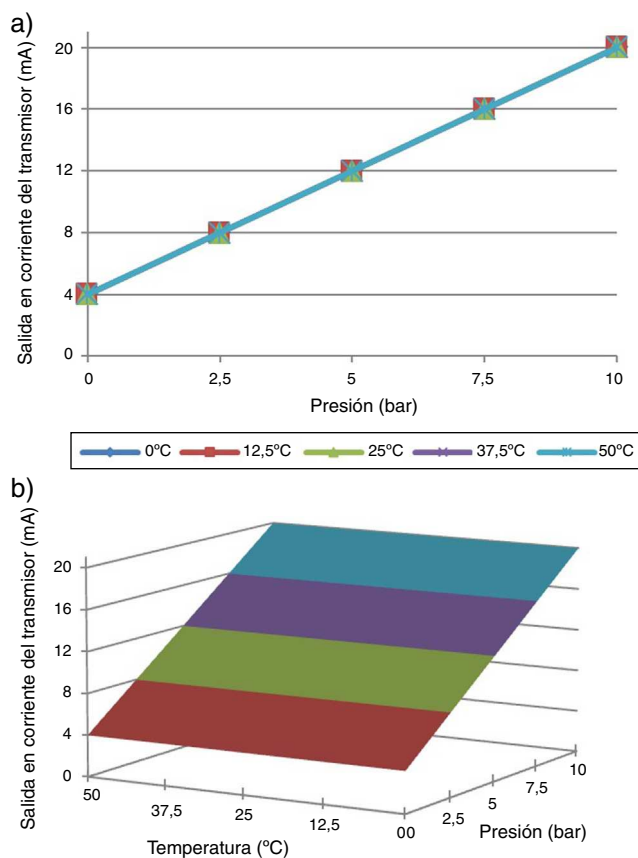 a)
Salida en corriente del transmisor (mA)
20
16
12
8
4
0
0
2,5
5
7,5
10
Presión (bar)
0ºC
12,5ºC
25ºC
37,5ºC
50ºC
b)
Salida en corriente del transmisor (mA)
20
16
12
8
4
0
50
37,5
25
12,5
00
2,5
5
7,5
10
Temperatura (ºC)
Presión (bar)